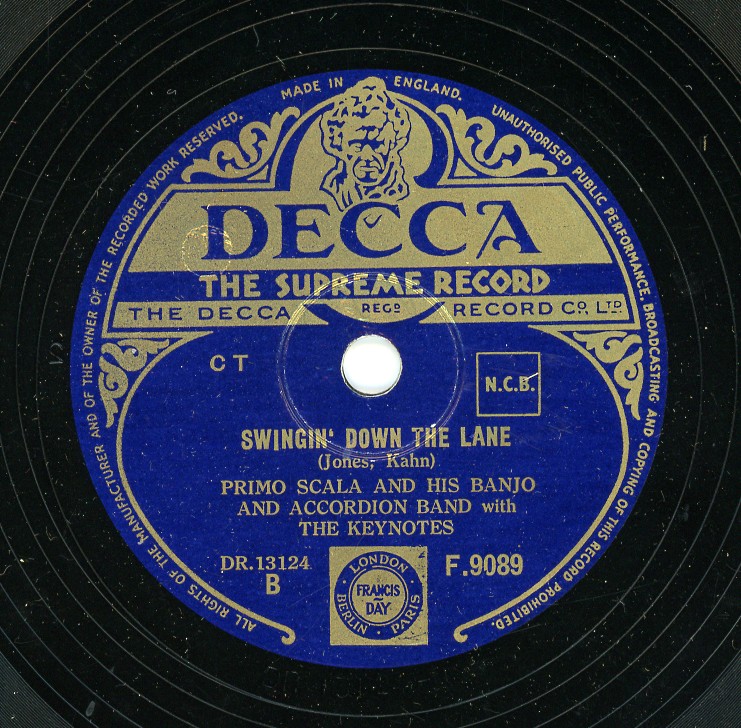 ALL RIGHTS OF THE MANUFACTURER AND OF THE OWNER OF THE RECORDED WORK RESERVED. MADE IN ENGLAND. UNAUTHORISED PUBLIC PERFORMANCE, BROADCASTING AND COPYING OF THIS RECORD PROHIBITED.
DECCA
THE SUPREME RECORD
THE DECCA REGD RECORD CO. LTD.
CT
N.C.B.
SWINGIN' DOWN THE LANE
(Jones, Kahn)
PRIMO SCALA AND HIS BANJO
AND ACCORDION BAND with
THE KEYNOTES
DR.13124
B
F.9089
LONDON · PARIS · BERLIN ·
FRANCIS
~
DAY